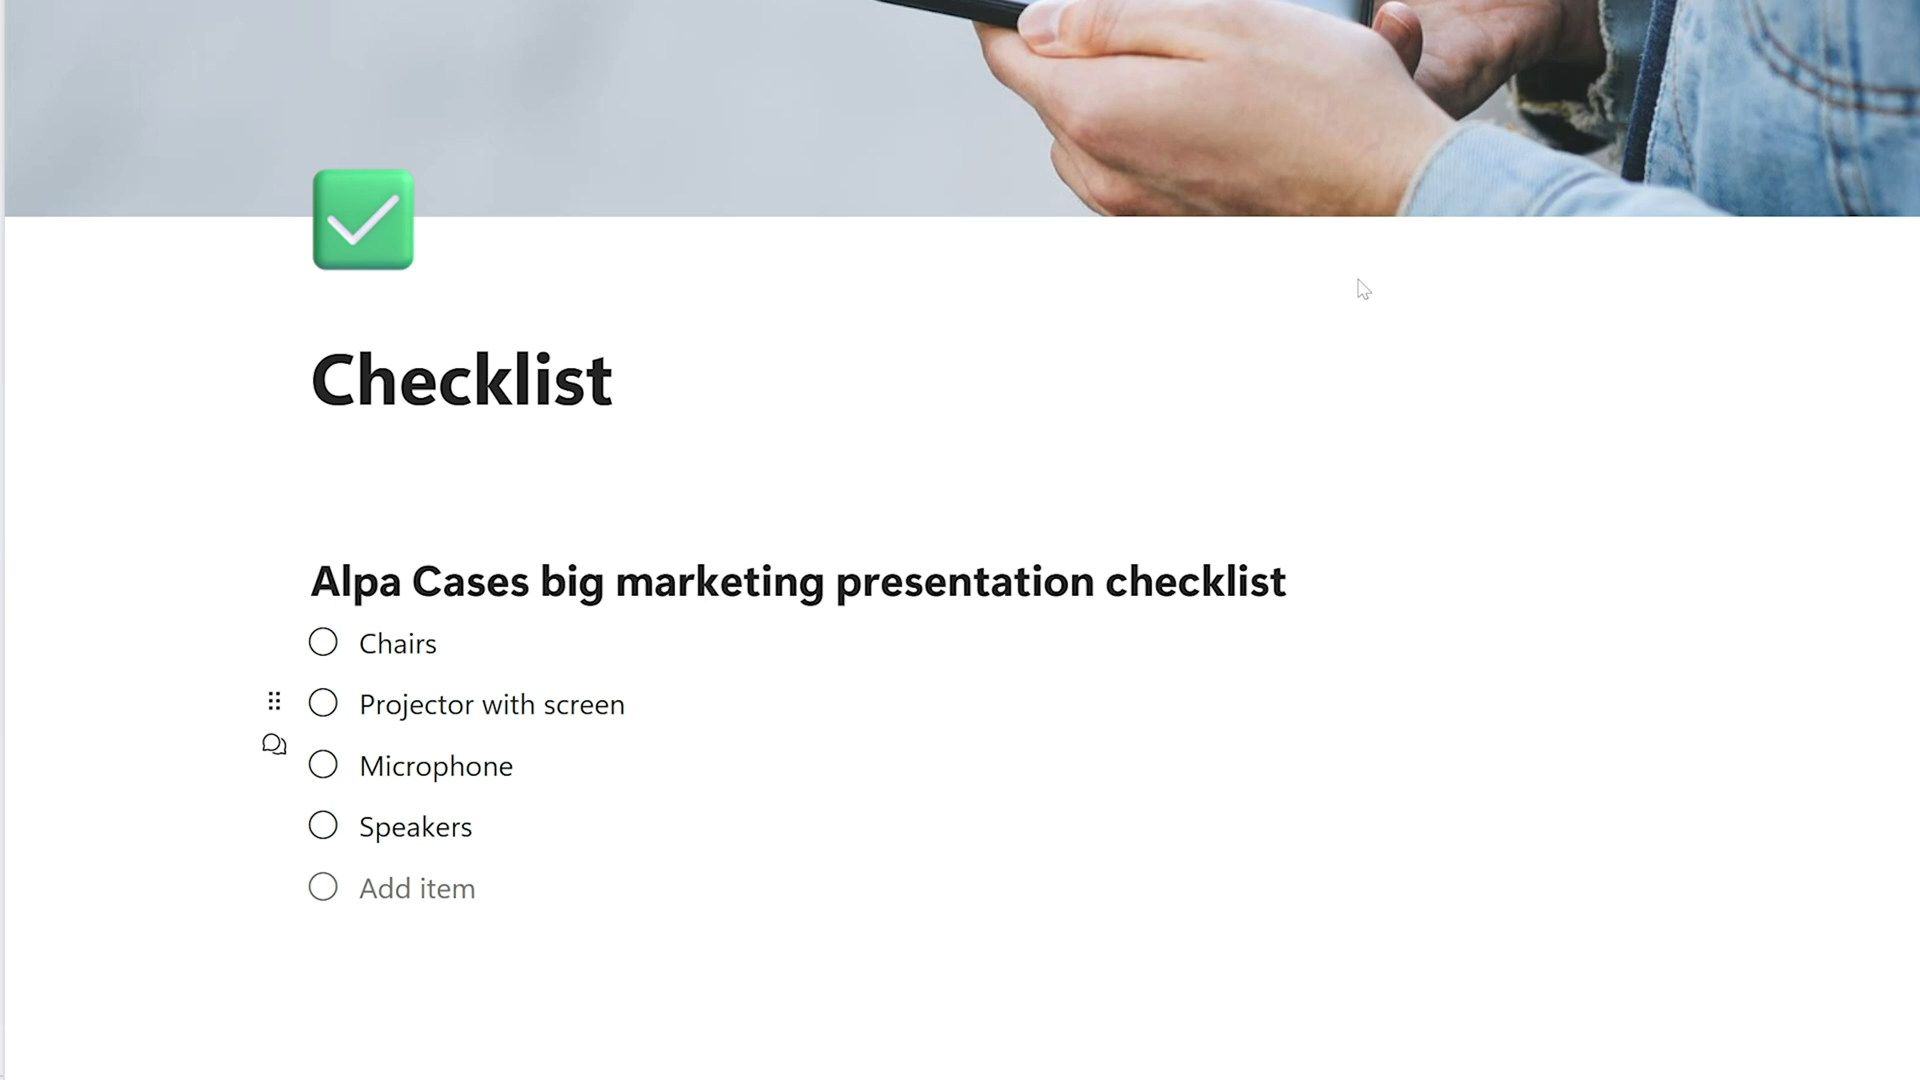 Checklist
Alpa Cases big marketing presentation checklist
Chairs
Projector with screen
Microphone
Speakers
Add item